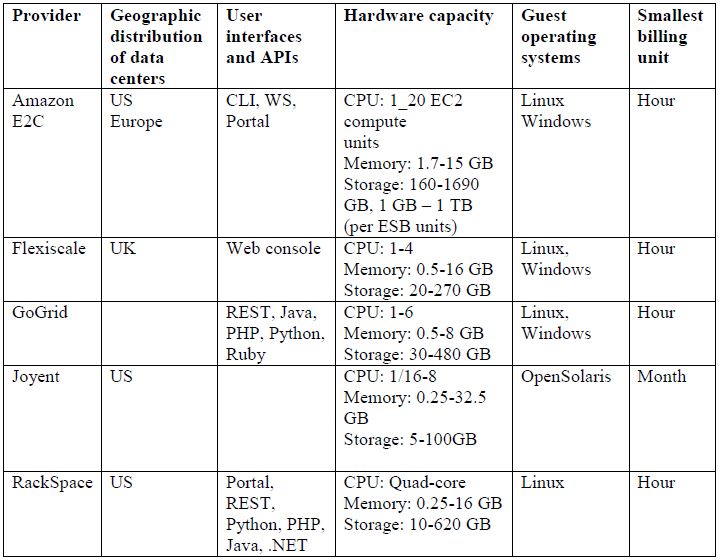 Provider
Geographic
distribution
of data
centers
User
interfaces
and APIs
Hardware capacity
Guest
operating
systems
Smallest
billing
unit
Amazon
E2C
US
Europe
CLI, WS,
Portal
CPU: 1_20 EC2
compute
units
Memory: 1.7-15 GB
Storage: 160-1690
GB, 1 GB – 1 TB
(per ESB units)
Linux
Windows
Hour
Flexiscale
UK
Web console
CPU: 1-4
Memory: 0.5-16 GB
Storage: 20-270 GB
Linux,
Windows
Hour
GoGrid
REST, Java,
PHP, Python,
Ruby
CPU: 1-6
Memory: 0.5-8 GB
Storage: 30-480 GB
Linux,
Windows
Hour
Joyent
US
CPU: 1/16-8
Memory: 0.25-32.5
GB
Storage: 5-100GB
OpenSolaris
Month
RackSpace
US
Portal,
REST,
Python, PHP,
Java, .NET
CPU: Quad-core
Memory: 0.25-16 GB
Storage: 10-620 GB
Linux
Hour